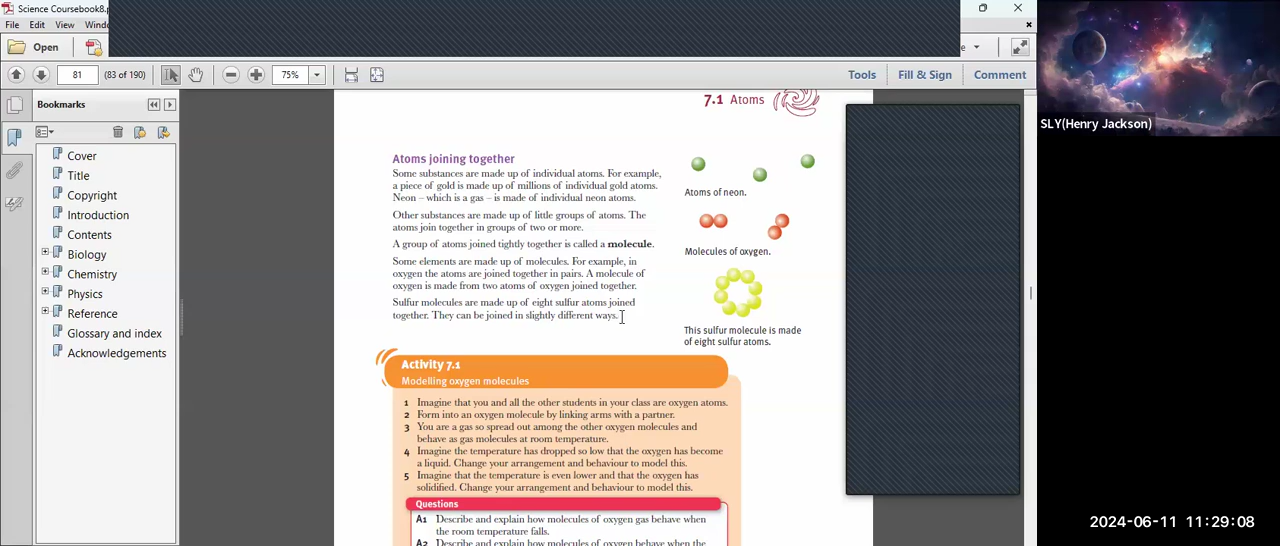 Science Coursebook8.p
File Edit View Windo
Open
81 (83 of 190) 75% Tools Fill & Sign Comment
Bookmarks
Cover
Title
Copyright
Introduction
Contents
Biology
Chemistry
Physics
Reference
Glossary and index
Acknowledgements
7.1 Atoms
Atoms joining together
Some substances are made up of individual atoms. For example,
a piece of gold is made up of millions of individual gold atoms.
Neon – which is a gas – is made of individual neon atoms.
Other substances are made up of little groups of atoms. The
atoms join together in groups of two or more.
A group of atoms joined tightly together is called a molecule.
Some elements are made up of molecules. For example, in
oxygen the atoms are joined together in pairs. A molecule of
oxygen is made from two atoms of oxygen joined together.
Sulfur molecules are made up of eight sulfur atoms joined
together. They can be joined in slightly different ways.
Atoms of neon.
Molecules of oxygen.
This sulfur molecule is made
of eight sulfur atoms.
Activity 7.1
Modelling oxygen molecules
1 Imagine that you and all the other students in your class are oxygen atoms.
2 Form into an oxygen molecule by linking arms with a partner.
3 You are a gas so spread out among the other oxygen molecules and
behave as gas molecules at room temperature.
4 Imagine the temperature has dropped so low that the oxygen has become
a liquid. Change your arrangement and behaviour to model this.
5 Imagine that the temperature is even lower and that the oxygen has
solidified. Change your arrangement and behaviour to model this.
Questions
A1 Describe and explain how molecules of oxygen gas behave when
the room temperature falls.
A2 Describe and explain how molecules of oxygen behave when the
SLY(Henry Jackson)
2024-06-11 11:29:08